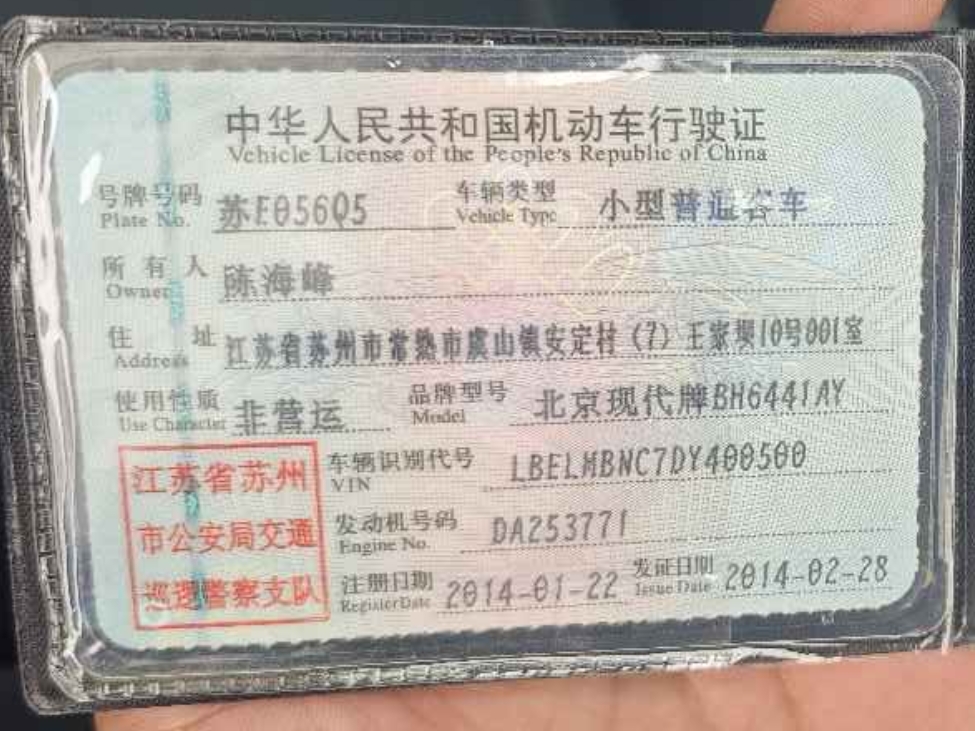 中华人民共和国机动车行驶证
Vehicle License of the People's Republic of China
号牌号码 苏E056Q5 车辆类型 小型普通客车
Plate No. Vehicle Type
所有人 陈海峰
Owner
住址 江苏省苏州市常熟市虞山镇安定村(7)王家坝10号001室
Address
使用性质 非营运 品牌型号 北京现代牌BH6441AY
Use Character Model
江苏省苏州
市公安局交通
巡逻警察支队
车辆识别代号 LBELMBNC7DY400500
VIN
发动机号码 DA253771
Engine No.
注册日期 2014-01-22 发证日期 2014-02-28
Register Date Issue Date